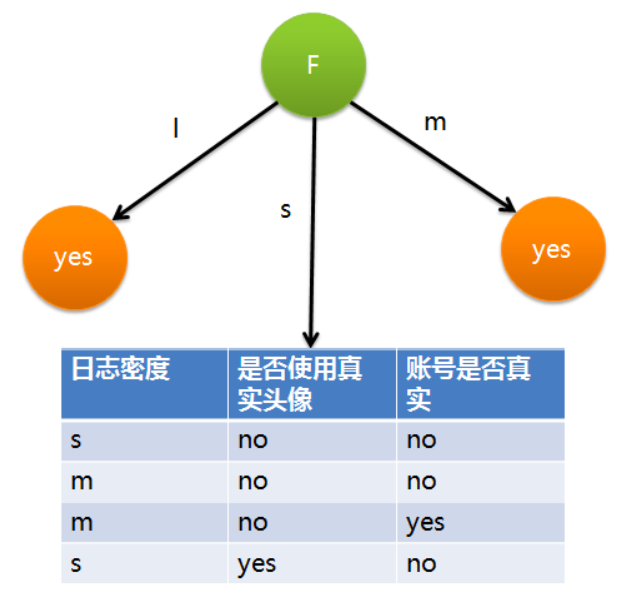 F
l
m
s
yes
yes
日志密度 是否使用真 账号是否真
实头像 实
s no no
m no no
m no yes
s yes no